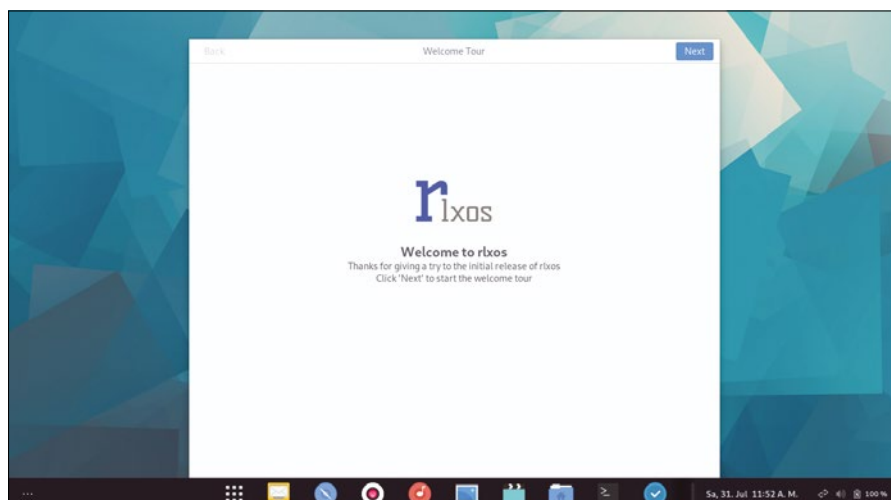 Back
Welcome Tour
Next
rlxos
Welcome to rlxos
Thanks for giving a try to the initial release of rlxos
Click 'Next' to start the welcome tour
Sa, 31. Jul 11:52 A. M.
100 %